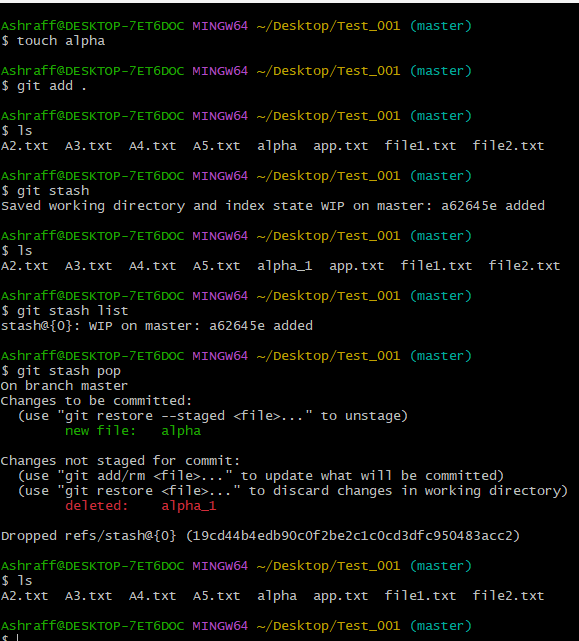 Ashraff@DESKTOP-7ET6DOC MINGW64 ~/Desktop/Test_001 (master)
$ touch alpha
Ashraff@DESKTOP-7ET6DOC MINGW64 ~/Desktop/Test_001 (master)
$ git add .
Ashraff@DESKTOP-7ET6DOC MINGW64 ~/Desktop/Test_001 (master)
$ ls
A2.txt  A3.txt  A4.txt  A5.txt  alpha  app.txt  file1.txt  file2.txt
Ashraff@DESKTOP-7ET6DOC MINGW64 ~/Desktop/Test_001 (master)
$ git stash
Saved working directory and index state WIP on master: a62645e added
Ashraff@DESKTOP-7ET6DOC MINGW64 ~/Desktop/Test_001 (master)
$ ls
A2.txt  A3.txt  A4.txt  A5.txt  alpha_1  app.txt  file1.txt  file2.txt
Ashraff@DESKTOP-7ET6DOC MINGW64 ~/Desktop/Test_001 (master)
$ git stash list
stash@{0}: WIP on master: a62645e added
Ashraff@DESKTOP-7ET6DOC MINGW64 ~/Desktop/Test_001 (master)
$ git stash pop
On branch master
Changes to be committed:
  (use "git restore --staged <file>..." to unstage)
        new file:   alpha
Changes not staged for commit:
  (use "git add/rm <file>..." to update what will be committed)
  (use "git restore <file>..." to discard changes in working directory)
        deleted:    alpha_1
Dropped refs/stash@{0} (19cd44b4edb90c0f2be2c1c0cd3dfc950483acc2)
Ashraff@DESKTOP-7ET6DOC MINGW64 ~/Desktop/Test_001 (master)
$ ls
A2.txt  A3.txt  A4.txt  A5.txt  alpha  app.txt  file1.txt  file2.txt
Ashraff@DESKTOP-7ET6DOC MINGW64 ~/Desktop/Test_001 (master)
$